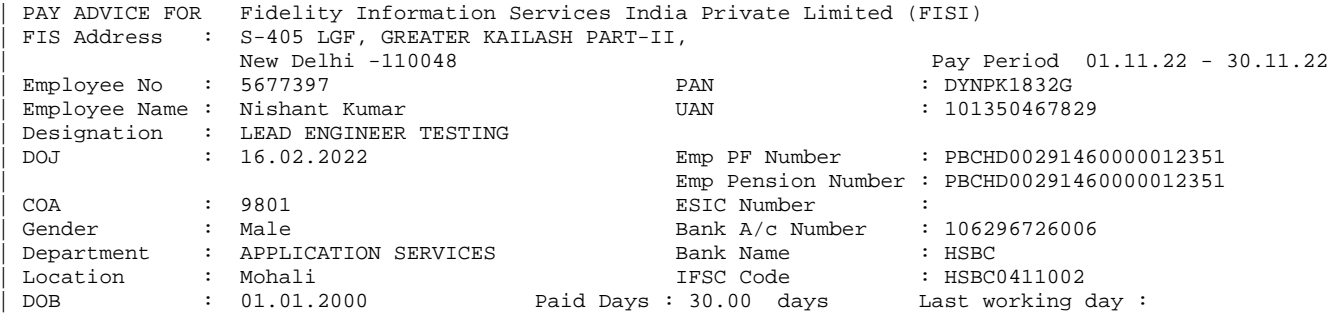 | PAY ADVICE FOR   Fidelity Information Services India Private Limited (FISI)
| FIS Address   :  S-405 LGF, GREATER KAILASH PART-II,
|                  New Delhi -110048                                     Pay Period  01.11.22 - 30.11.22
| Employee No   :  5677397                           PAN                : DYNPK1832G
| Employee Name :  Nishant Kumar                     UAN                : 101350467829
| Designation   :  LEAD ENGINEER TESTING
| DOJ           :  16.02.2022                        Emp PF Number      : PBCHD00291460000012351
|                                                    Emp Pension Number : PBCHD00291460000012351
| COA           :  9801                              ESIC Number        :
| Gender        :  Male                              Bank A/c Number    : 106296726006
| Department    :  APPLICATION SERVICES              Bank Name          : HSBC
| Location      :  Mohali                            IFSC Code          : HSBC0411002
| DOB           :  01.01.2000             Paid Days : 30.00  days       Last working day :